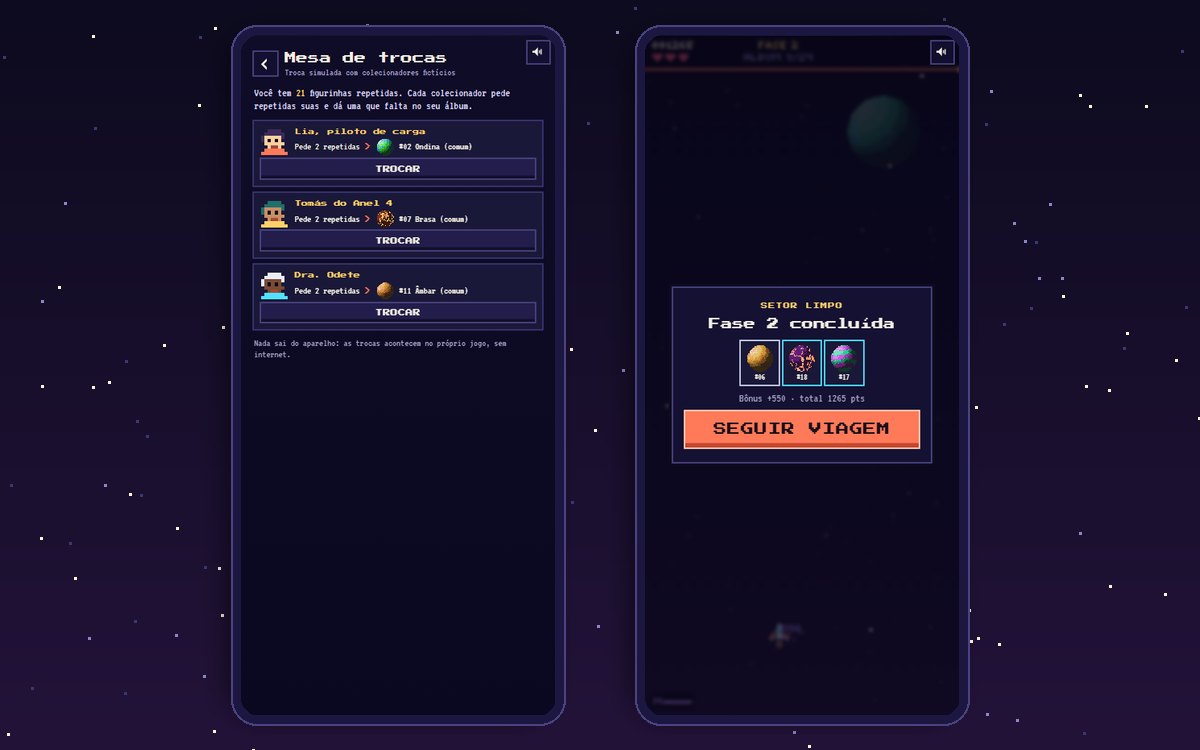 Mesa de trocas
Troca simulada com colecionadores fictícios
Você tem 21 figurinhas repetidas. Cada colecionador pede
repetidas suas e dá uma que falta no seu álbum.
Lia, piloto de carga
Pede 2 repetidas > #02 Ondina (comum)
TROCAR
Tomás do Anel 4
Pede 2 repetidas > #07 Brasa (comum)
TROCAR
Dra. Odete
Pede 2 repetidas > #11 Âmbar (comum)
TROCAR
Nada sai do aparelho: as trocas acontecem no próprio jogo, sem
internet.
FASE 2
SETOR LIMPO
Fase 2 concluída
#06 #18 #17
Bônus +550 · total 1265 pts
SEGUIR VIAGEM